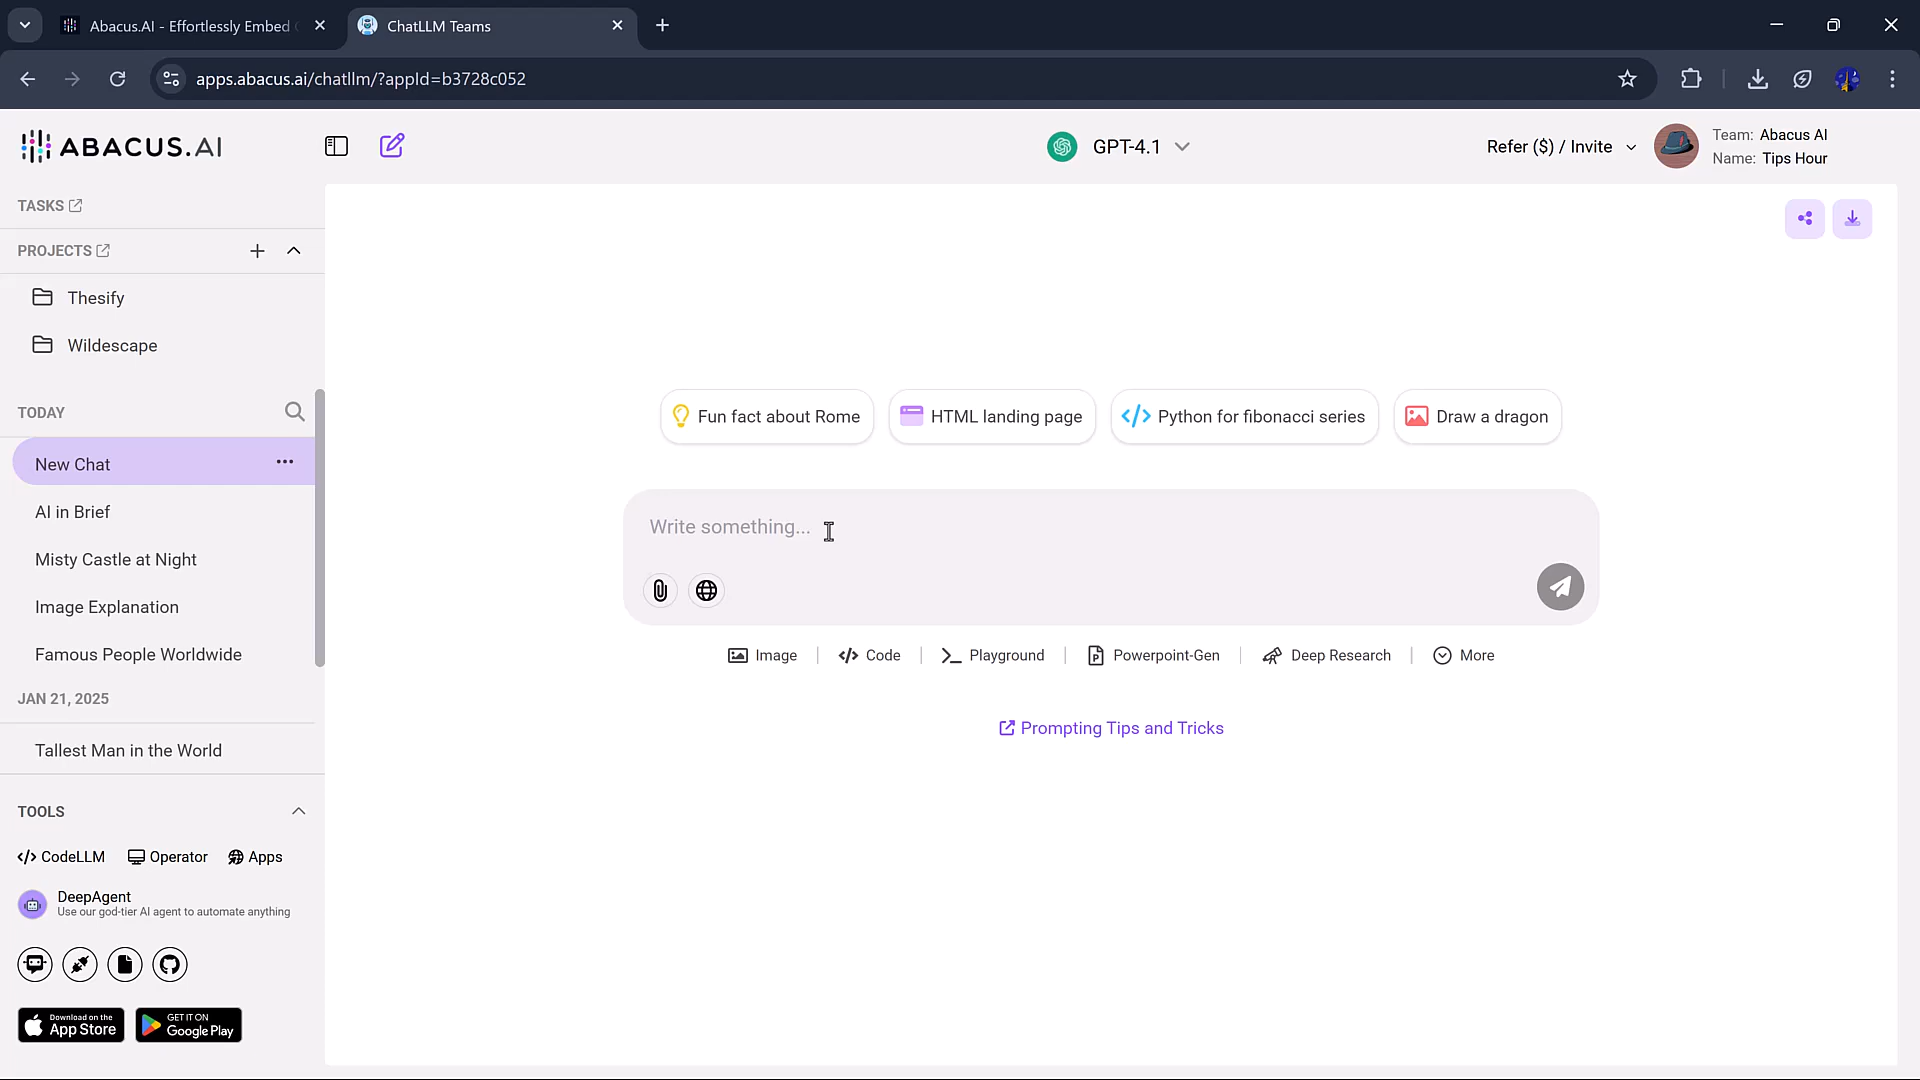 Abacus.AI - Effortlessly Embed
ChatLLM Teams
apps.abacus.ai/chatllm/?appId=b3728c052
ABACUS.AI
GPT-4.1
Refer ($) / Invite
Team: Abacus AI
Name: Tips Hour
TASKS
PROJECTS
Thesify
Wildescape
TODAY
New Chat
AI in Brief
Misty Castle at Night
Image Explanation
Famous People Worldwide
JAN 21, 2025
Tallest Man in the World
TOOLS
CodeLLM
Operator
Apps
DeepAgent
Use our god-tier AI agent to automate anything
Download on the
App Store
GET IT ON
Google Play
Fun fact about Rome
HTML landing page
Python for fibonacci series
Draw a dragon
Write something...
Image
Code
Playground
Powerpoint-Gen
Deep Research
More
Prompting Tips and Tricks